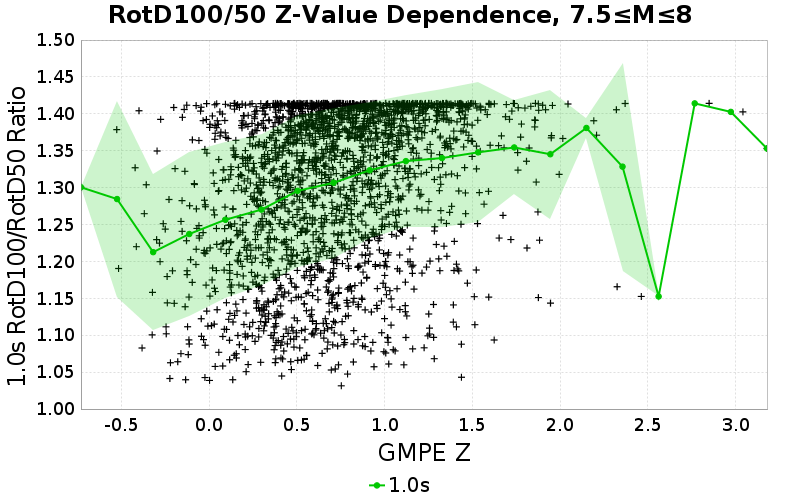 RotD100/50 Z-Value Dependence, 7.5≤M≤8
1.0s RotD100/RotD50 Ratio
1.50
1.45
1.40
1.35
1.30
1.25
1.20
1.15
1.10
1.05
1.00
-0.5 0.0 0.5 1.0 1.5 2.0 2.5 3.0
GMPE Z
1.0s